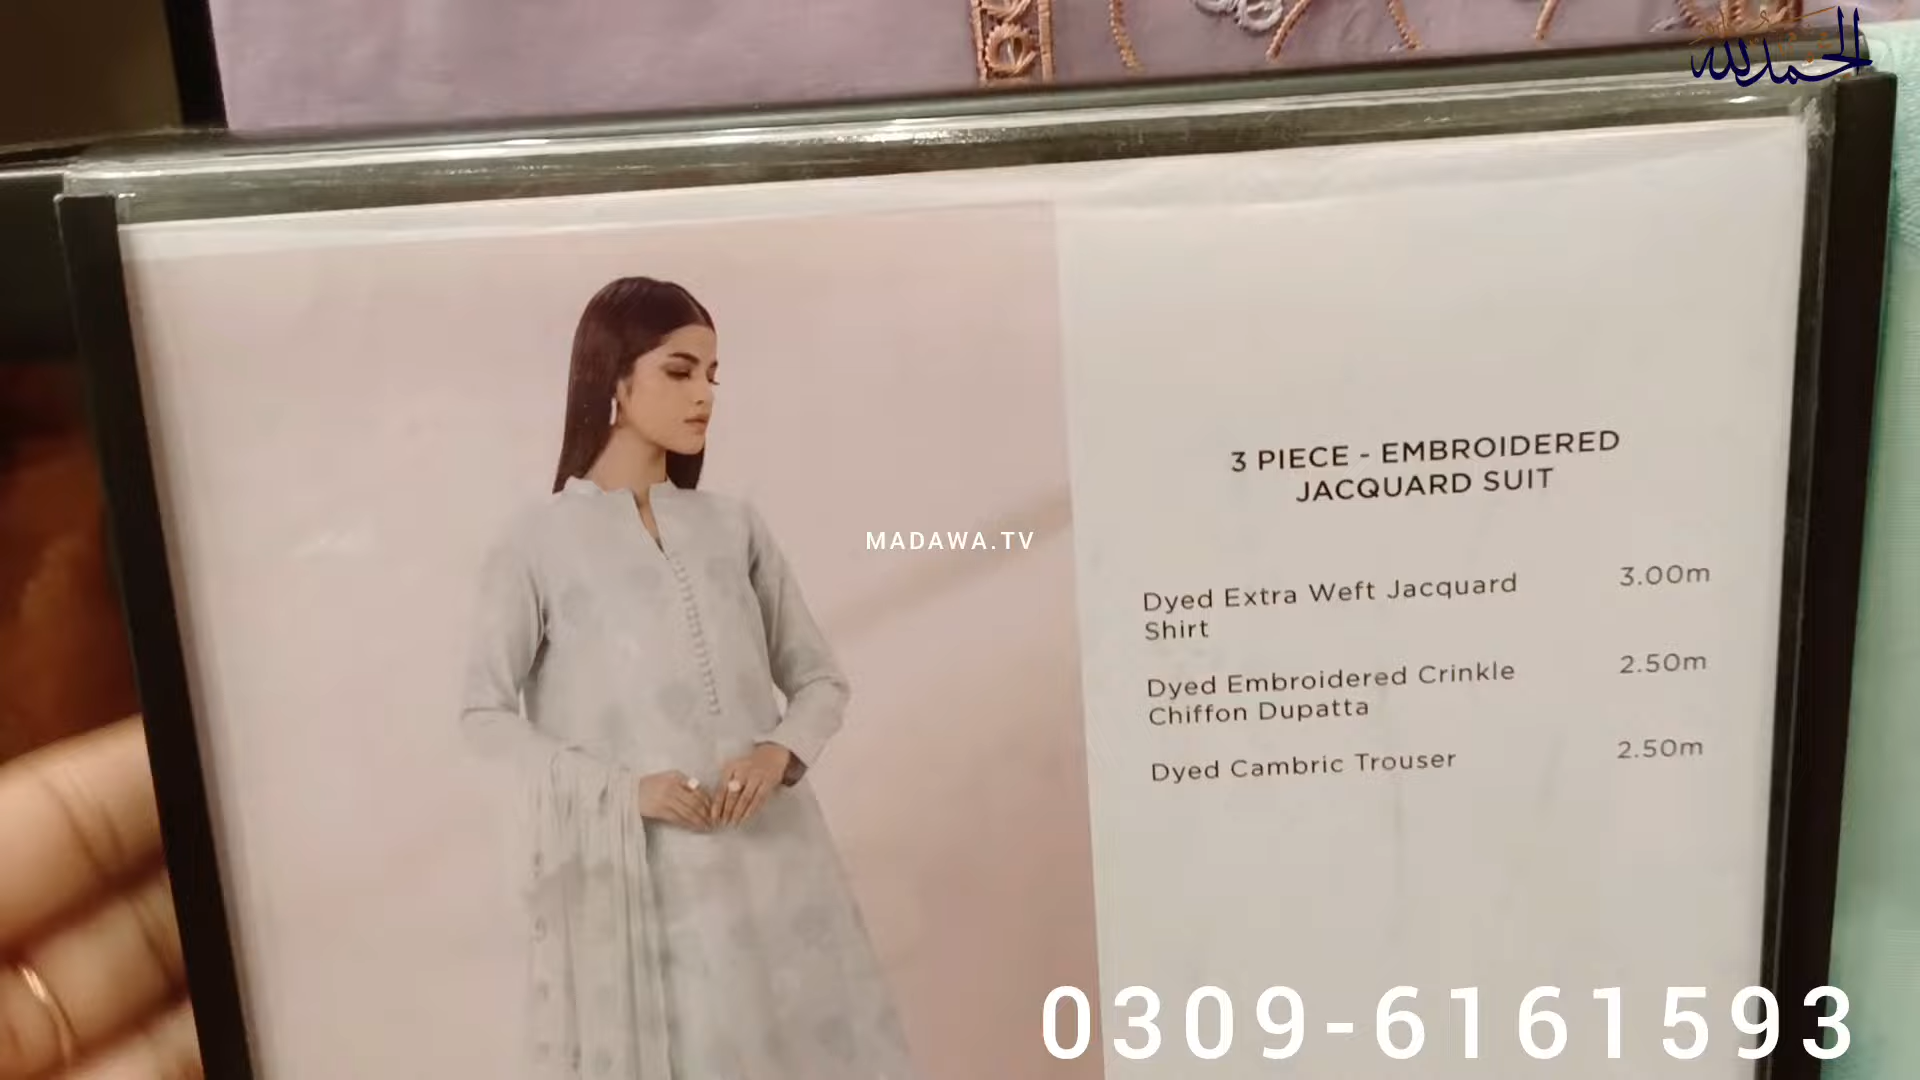 الحمدلله
3 PIECE - EMBROIDERED
JACQUARD SUIT
MADAWA.TV
Dyed Extra Weft Jacquard 3.00m
Shirt
Dyed Embroidered Crinkle 2.50m
Chiffon Dupatta
Dyed Cambric Trouser 2.50m
0309-6161593